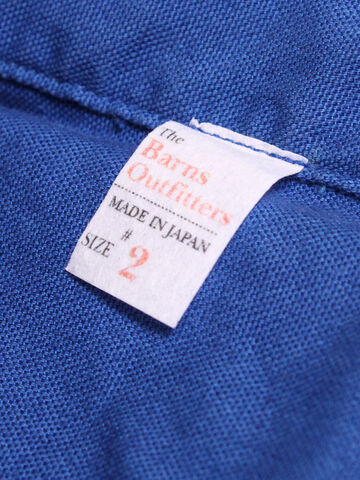 The
Barns
Outfitters
MADE IN JAPAN
#
SIZE 2